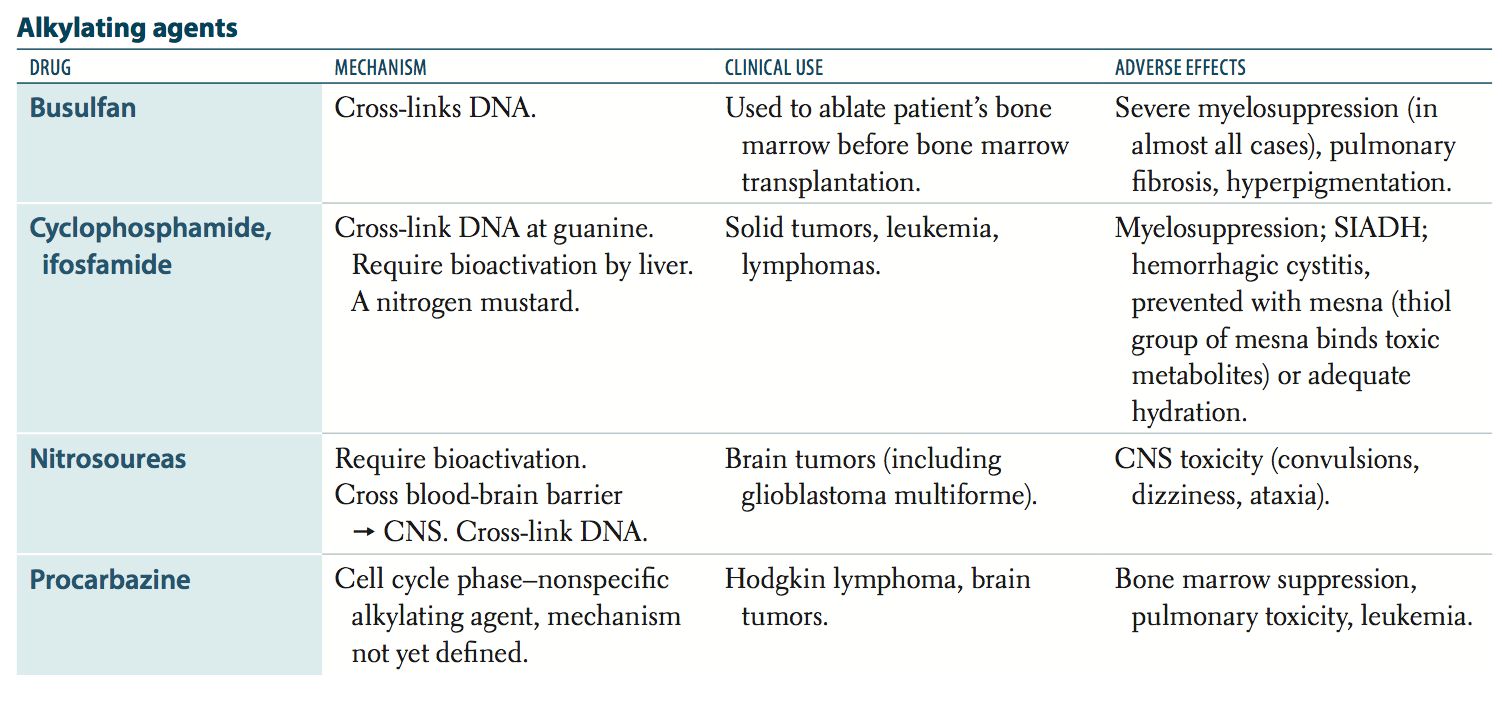 Alkylating agents
DRUG MECHANISM CLINICAL USE ADVERSE EFFECTS
Busulfan
Cross-links DNA.
Used to ablate patient’s bone
marrow before bone marrow
transplantation.
Severe myelosuppression (in
almost all cases), pulmonary
fibrosis, hyperpigmentation.
Cyclophosphamide,
ifosfamide
Cross-link DNA at guanine.
Require bioactivation by liver.
A nitrogen mustard.
Solid tumors, leukemia,
lymphomas.
Myelosuppression; SIADH;
hemorrhagic cystitis,
prevented with mesna (thiol
group of mesna binds toxic
metabolites) or adequate
hydration.
Nitrosoureas
Require bioactivation.
Cross blood-brain barrier
→ CNS. Cross-link DNA.
Brain tumors (including
glioblastoma multiforme).
CNS toxicity (convulsions,
dizziness, ataxia).
Procarbazine
Cell cycle phase–nonspecific
alkylating agent, mechanism
not yet defined.
Hodgkin lymphoma, brain
tumors.
Bone marrow suppression,
pulmonary toxicity, leukemia.